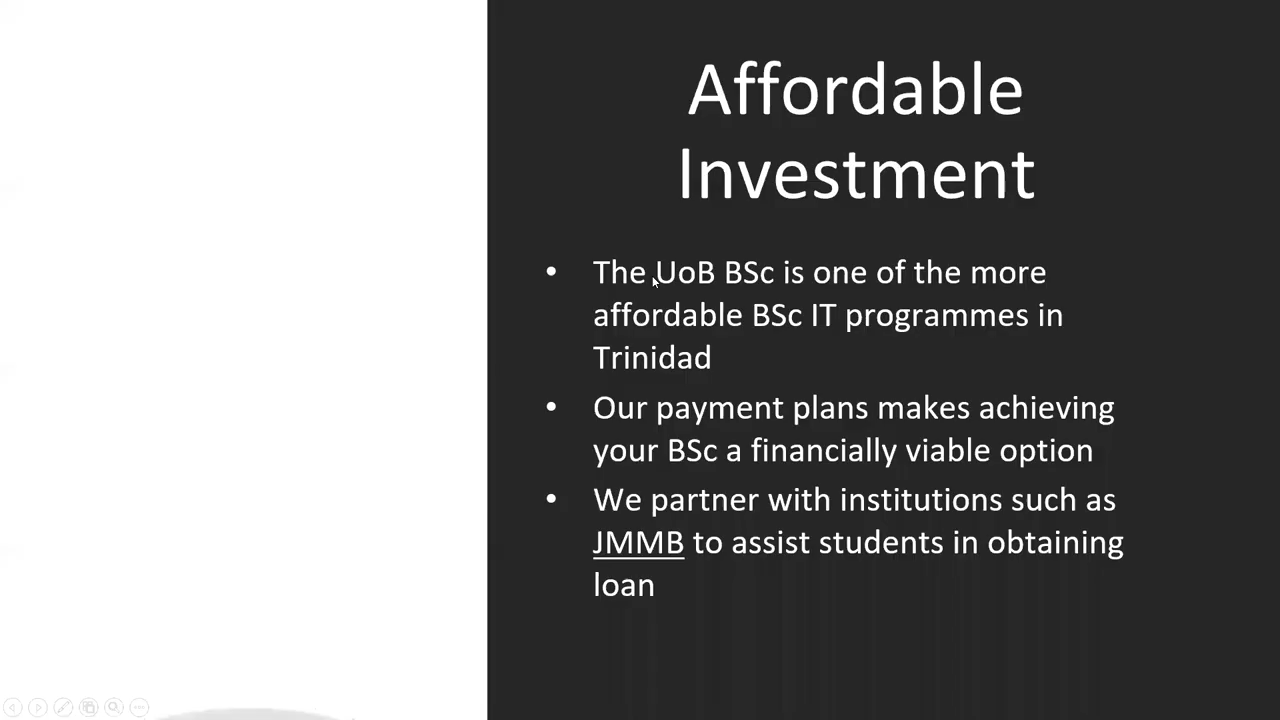 Affordable
Investment
• The UoB BSc is one of the more
affordable BSc IT programmes in
Trinidad
• Our payment plans makes achieving
your BSc a financially viable option
• We partner with institutions such as
JMMB to assist students in obtaining
loan